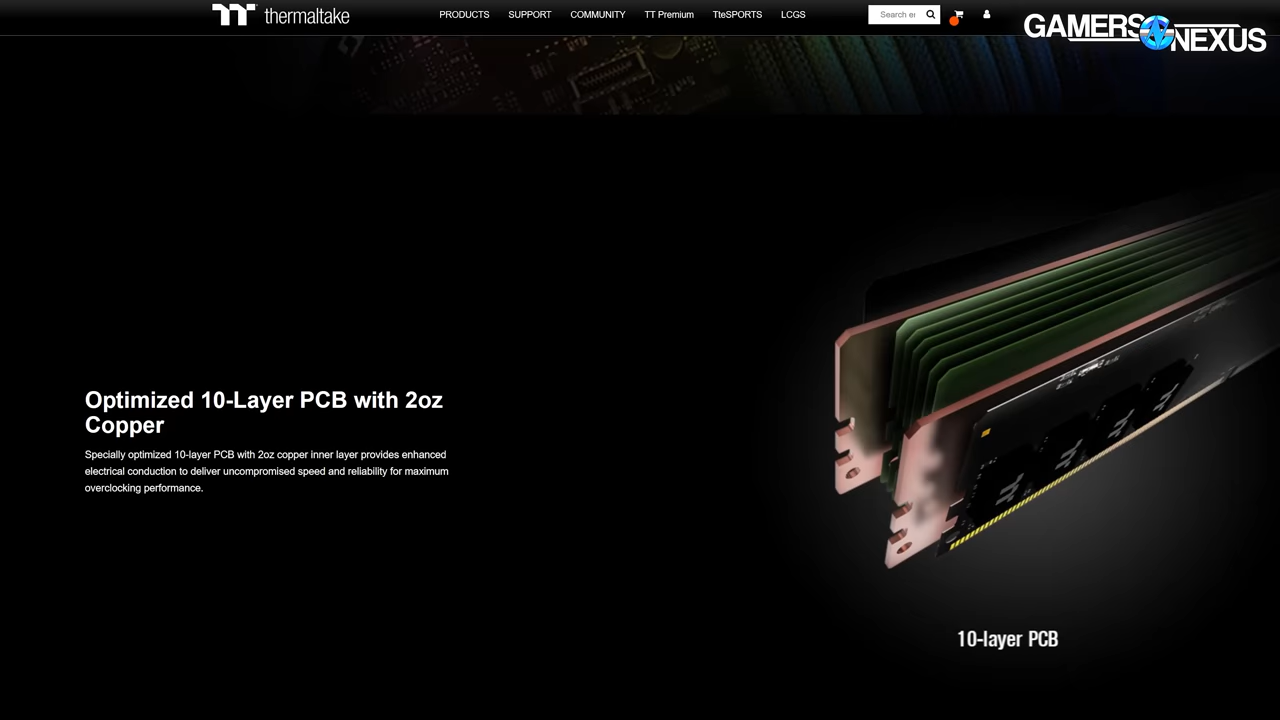 thermaltake
PRODUCTS SUPPORT COMMUNITY TT Premium TteSPORTS LCGS
Search
GAMERS NEXUS
Optimized 10-Layer PCB with 2oz
Copper
Specially optimized 10-layer PCB with 2oz copper inner layer provides enhanced
electrical conduction to deliver uncompromised speed and reliability for maximum
overclocking performance.
10-layer PCB